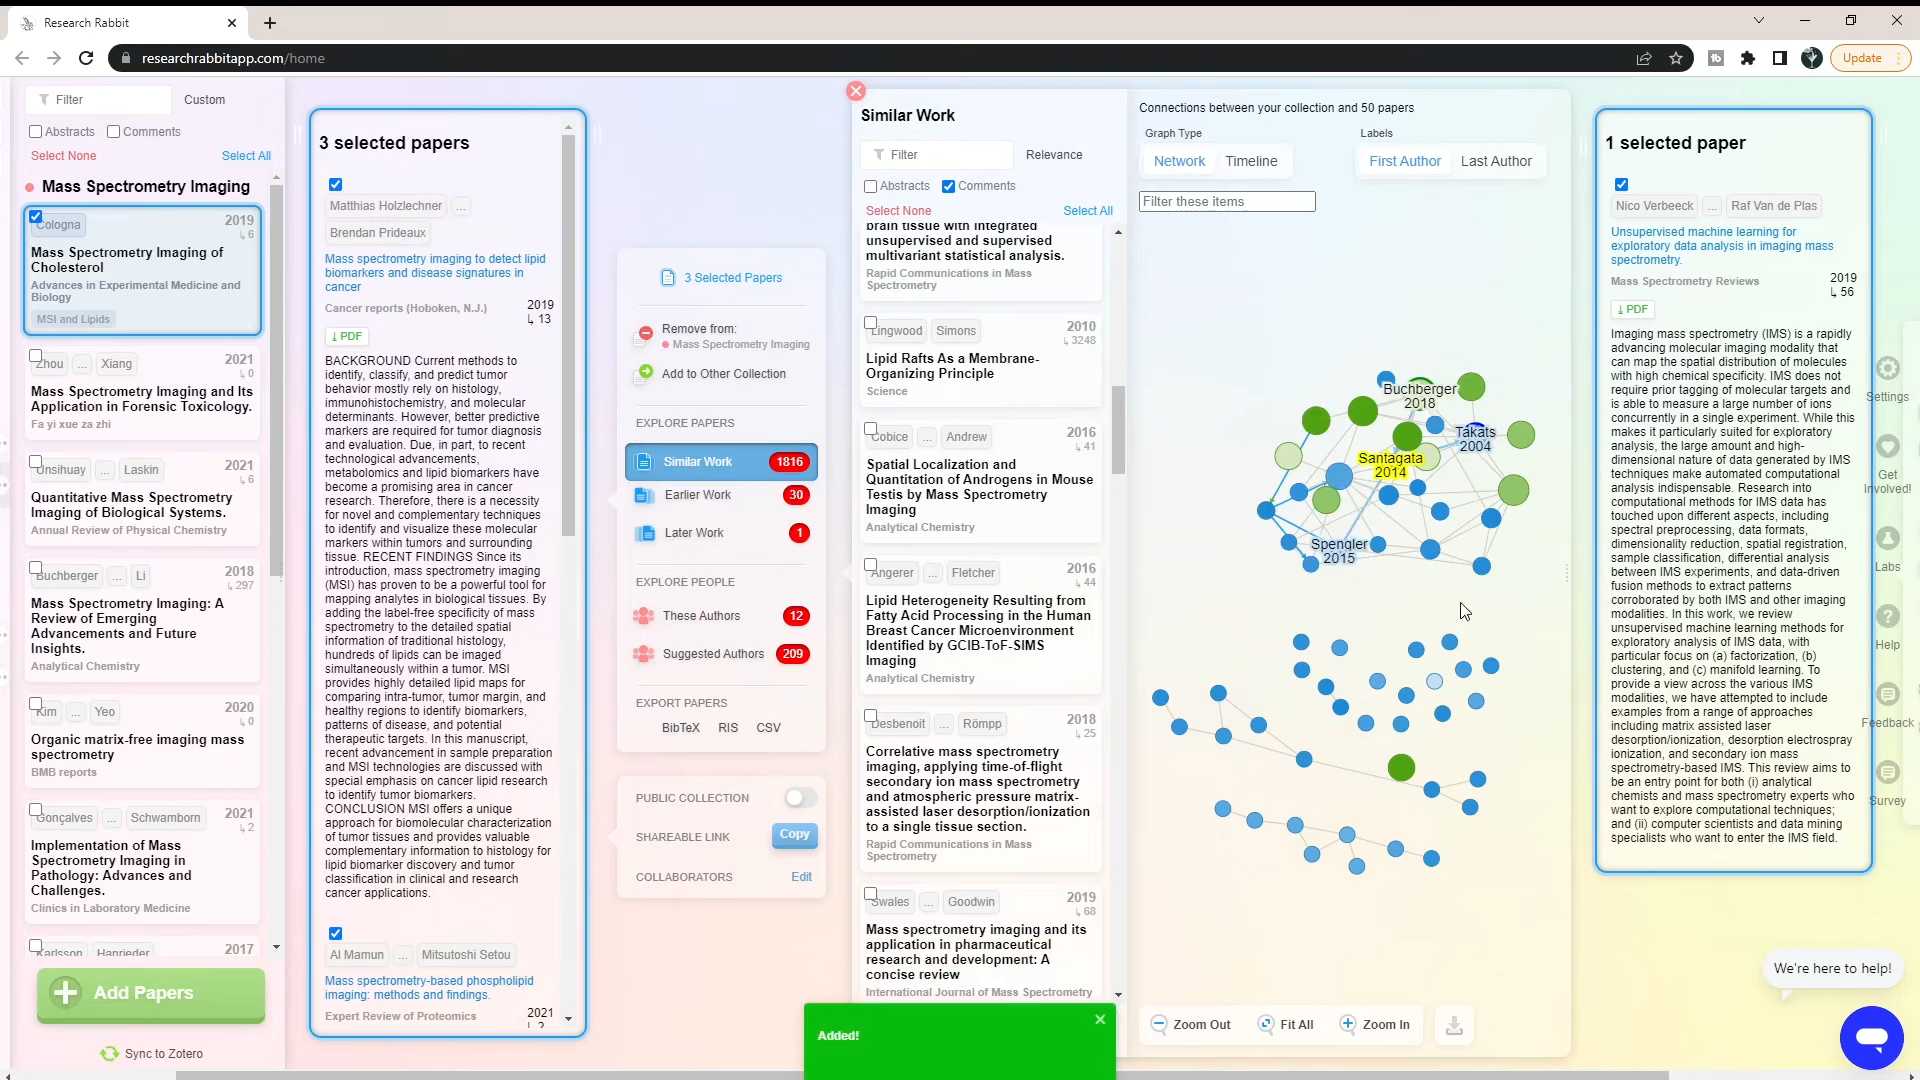 Research Rabbit
researchrabbitapp.com/home
Update
Filter
Custom
Abstracts
Comments
Select None
Select All
Mass Spectrometry Imaging
Cologna
2019
6
Mass Spectrometry Imaging of
Cholesterol
Advances in Experimental Medicine and
Biology
MSI and Lipids
Zhou ... Xiang
2021
0
Mass Spectrometry Imaging and Its
Application in Forensic Toxicology.
Fa yi xue za zhi
Unsihuay ... Laskin
2021
6
Quantitative Mass Spectrometry
Imaging of Biological Systems.
Annual Review of Physical Chemistry
Buchberger ... Li
2018
297
Mass Spectrometry Imaging: A
Review of Emerging
Advancements and Future
Insights.
Analytical Chemistry
Kim ... Yeo
2020
0
Organic matrix-free imaging mass
spectrometry
BMB reports
Gonçalves ... Schwamborn
2021
2
Implementation of Mass
Spectrometry Imaging in
Pathology: Advances and
Challenges.
Clinics in Laboratory Medicine
Karlsson Hanrieder
2017
Add Papers
Sync to Zotero
3 selected papers
Matthias Holzlechner ...
Brendan Prideaux
Mass spectrometry imaging to detect lipid
biomarkers and disease signatures in
cancer
Cancer reports (Hoboken, N.J.)
2019
13
PDF
BACKGROUND Current methods to
identify, classify, and predict tumor
behavior mostly rely on histology,
immunohistochemistry, and molecular
determinants. However, better predictive
markers are required for tumor diagnosis
and evaluation. Due, in part, to recent
technological advancements,
metabolomics and lipid biomarkers have
become a promising area in cancer
research. Therefore, there is a necessity
for novel and complementary techniques
to identify and visualize these molecular
markers within tumors and surrounding
tissue. RECENT FINDINGS Since its
introduction, mass spectrometry imaging
(MSI) has proven to be a powerful tool for
mapping analytes in biological tissues. By
adding the label-free specificity of mass
spectrometry to the detailed spatial
information of traditional histology,
hundreds of lipids can be imaged
simultaneously within a tumor. MSI
provides highly detailed lipid maps for
comparing intra-tumor, tumor margin, and
healthy regions to identify biomarkers,
patterns of disease, and potential
therapeutic targets. In this manuscript,
recent advancement in sample preparation
and MSI technologies are discussed with
special emphasis on cancer lipid research
to identify tumor biomarkers.
CONCLUSION MSI offers a unique
approach for biomolecular characterization
of tumor tissues and provides valuable
complementary information to histology for
lipid biomarker discovery and tumor
classification in clinical and research
cancer applications.
Al Mamun ... Mitsutoshi Setou
Mass spectrometry-based phospholipid
imaging: methods and findings.
Expert Review of Proteomics
2021
2
3 Selected Papers
Remove from:
Mass Spectrometry Imaging
Add to Other Collection
EXPLORE PAPERS
Similar Work 1816
Earlier Work 30
Later Work 1
EXPLORE PEOPLE
These Authors 12
Suggested Authors 209
EXPORT PAPERS
BibTeX RIS CSV
PUBLIC COLLECTION
SHAREABLE LINK Copy
COLLABORATORS Edit
Similar Work
Filter
Relevance
Abstracts
Comments
Select None
Select All
brain tissue with integrated
unsupervised and supervised
multivariant statistical analysis.
Rapid Communications in Mass
Spectrometry
Lingwood Simons
2010
3248
Lipid Rafts As a Membrane-
Organizing Principle
Science
Cobice ... Andrew
2016
41
Spatial Localization and
Quantitation of Androgens in Mouse
Testis by Mass Spectrometry
Imaging
Analytical Chemistry
Angerer ... Fletcher
2016
44
Lipid Heterogeneity Resulting from
Fatty Acid Processing in the Human
Breast Cancer Microenvironment
Identified by GCIB-ToF-SIMS
Imaging
Analytical Chemistry
Desbenoit ... Römpp
2018
25
Correlative mass spectrometry
imaging, applying time-of-flight
secondary ion mass spectrometry
and atmospheric pressure matrix-
assisted laser desorption/ionization
to a single tissue section.
Rapid Communications in Mass
Spectrometry
Swales ... Goodwin
2019
68
Mass spectrometry imaging and its
application in pharmaceutical
research and development: A
concise review
International Journal of Mass Spectrometry
Added!
Connections between your collection and 50 papers
Graph Type
Labels
Network Timeline
First Author Last Author
Filter these items
Buchberger
2018
Takats
2004
Santagata
2014
Spengler
2015
Zoom Out
Fit All
Zoom In
1 selected paper
Nico Verbeeck ... Raf Van de Plas
Unsupervised machine learning for
exploratory data analysis in imaging mass
spectrometry.
Mass Spectrometry Reviews
2019
56
PDF
Imaging mass spectrometry (IMS) is a rapidly
advancing molecular imaging modality that
can map the spatial distribution of molecules
with high chemical specificity. IMS does not
require prior tagging of molecular targets and
is able to measure a large number of ions
concurrently in a single experiment. While this
makes it particularly suited for exploratory
analysis, the large amount and high-
dimensional nature of data generated by IMS
techniques make automated computational
analysis indispensable. Research into
computational methods for IMS data has
touched upon different aspects, including
spectral preprocessing, data formats,
dimensionality reduction, spatial registration,
sample classification, differential analysis
between IMS experiments, and data-driven
fusion methods to extract patterns
corroborated by both IMS and other imaging
modalities. In this work, we review
unsupervised machine learning methods for
exploratory analysis of IMS data, with
particular focus on (a) factorization, (b)
clustering, and (c) manifold learning. To
provide a view across the various IMS
modalities, we have attempted to include
examples from a range of approaches
including matrix assisted laser
desorption/ionization, desorption electrospray
ionization, and secondary ion mass
spectrometry-based IMS. This review aims to
be an entry point for both (i) analytical
chemists and mass spectrometry experts who
want to explore computational techniques;
and (ii) computer scientists and data mining
specialists who want to enter the IMS field.
Settings
Get
Involved!
Labs
Help
Feedback
Survey
We're here to help!